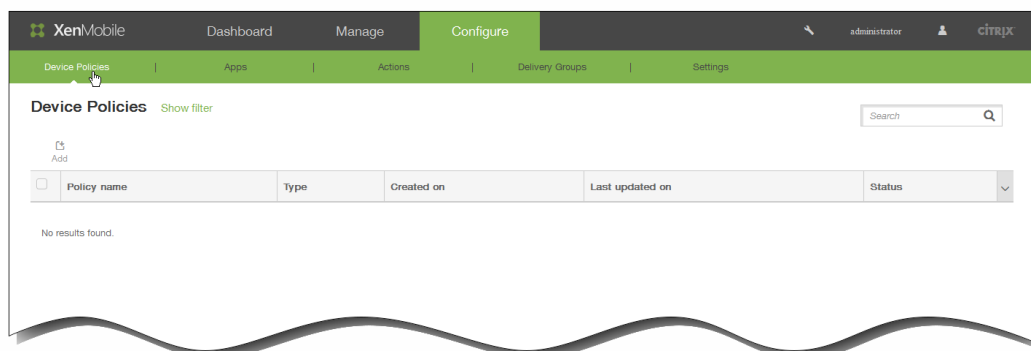 XenMobile Dashboard Manage Configure administrator CITRIX
Device Policies | Apps | Actions | Delivery Groups | Settings
Device Policies Show filter
Search
Add
Policy name Type Created on Last updated on Status
No results found.